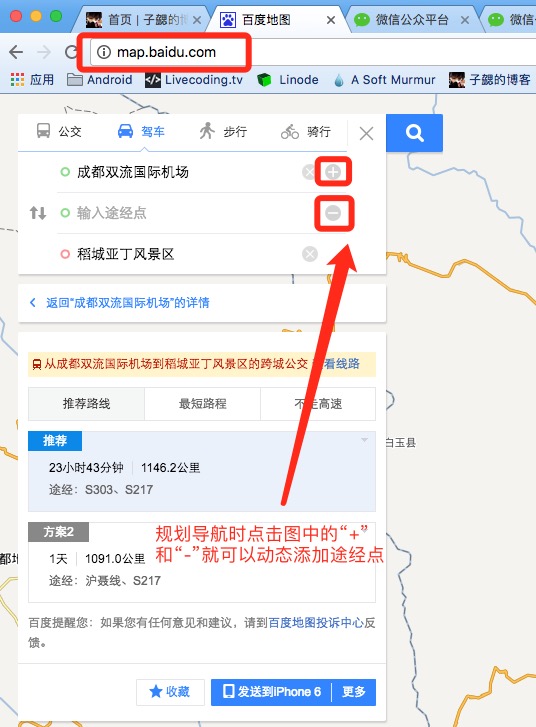 首页 | 子勰的博
百度地图
微信公众平台
微信
map.baidu.com
应用
Android
Livecoding.tv
Linode
A Soft Murmur
子勰的博客
公交
驾车
步行
骑行
成都双流国际机场
输入途经点
稻城亚丁风景区
返回“成都双流国际机场”的详情
从成都双流国际机场到稻城亚丁风景区的跨城公交
看线路
推荐路线
最短路程
不走高速
推荐
23小时43分钟
1146.2公里
途经：S303、S217
白玉县
方案2
规划导航时点击图中的“+”
和“-”就可以动态添加途经点
1天
1091.0公里
途经：沪聂线、S217
百度提醒您：如果您有任何意见和建议，请到百度地图投诉中心反
馈。
收藏
发送到iPhone 6
更多